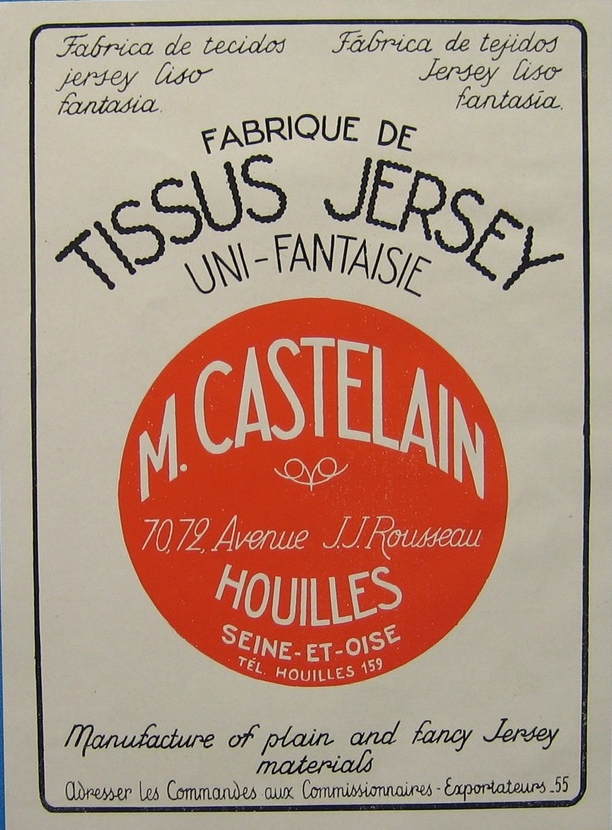 Fabrica de tecidos
jersey liso
fantasia.
Fábrica de tejidos
Jersey liso
fantasía.
FABRIQUE DE
TISSUS JERSEY
UNI-FANTAISIE
M. CASTELAIN
70,72, Avenue J.J. Rousseau
HOUILLES
SEINE-ET-OISE
TÉL. HOUILLES 159
Manufacture of plain and fancy Jersey
materials
Adresser les Commandes aux Commissionnaires-Exportateurs_55